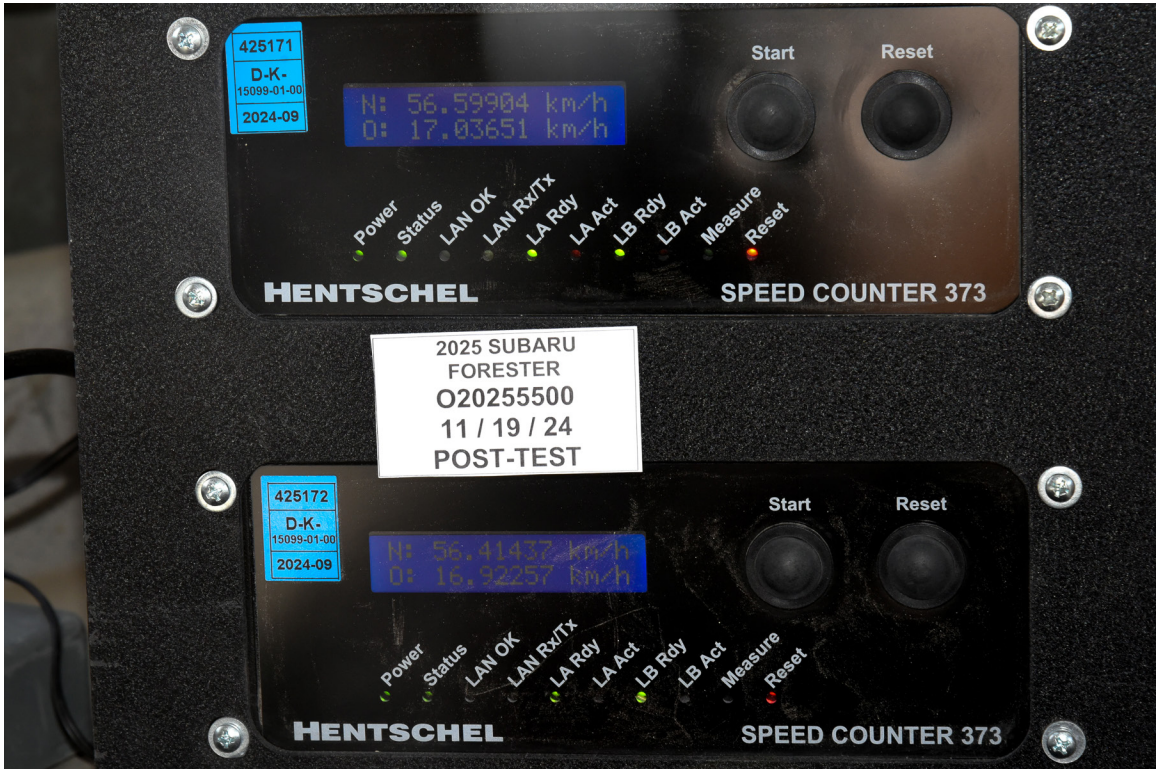 425171
D-K-
15099-01-00
2024-09
N: 56.59904 km/h
O: 17.03651 km/h
Start
Reset
Power
Status
LAN OK
LAN Rx/Tx
LA Rdy
LA Act
LB Rdy
LB Act
Measure
Reset
HENTSCHEL
SPEED COUNTER 373
2025 SUBARU
FORESTER
O20255500
11 / 19 / 24
POST-TEST
425172
D-K-
15099-01-00
2024-09
N: 56.41437 km/h
O: 16.92257 km/h
Start
Reset
Power
Status
LAN OK
LAN Rx/Tx
LA Rdy
LA Act
LB Rdy
LB Act
Measure
Reset
HENTSCHEL
SPEED COUNTER 373